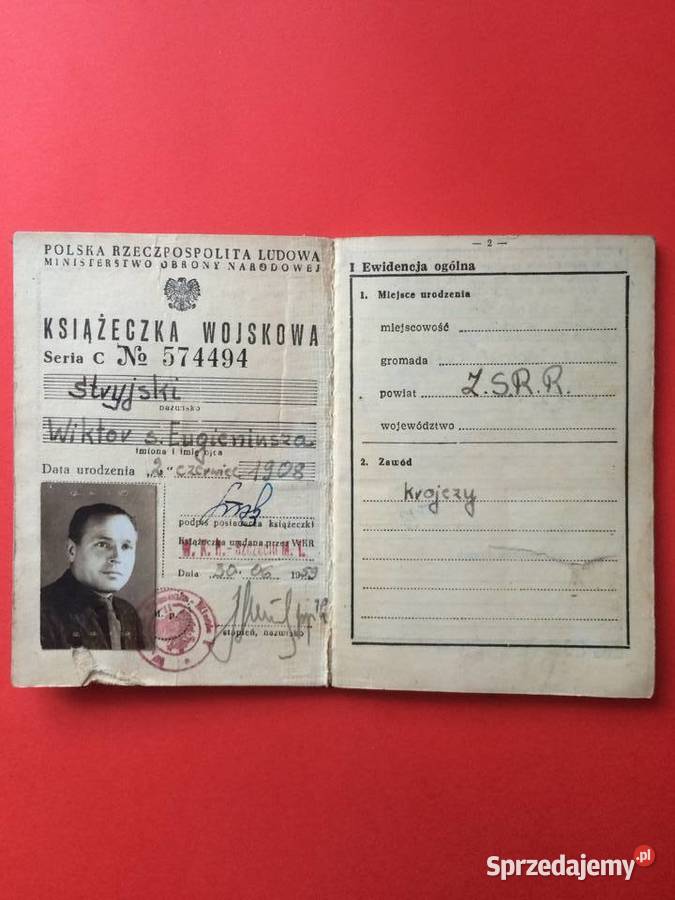 POLSKA RZECZPOSPOLITA LUDOWA
MINISTERSTWO OBRONY NARODOWEJ
KSIĄŻECZKA WOJSKOWA
Seria C № 574494
Stryjski
nazwisko
Wiktor s. Eugieniusza
imiona i imię ojca
Data urodzenia „2” czerwiec 1908
podpis posiadacza książeczki
Książeczka wydana przez WKR
W. K. R.
Dnia 30. 06 1959
m. p.
stopień, nazwisko
— 2 —
I Ewidencja ogólna
1. Miejsce urodzenia
miejscowość
gromada
powiat Z.S.R.R.
województwo
2. Zawód
krojczy
Sprzedajemy.pl